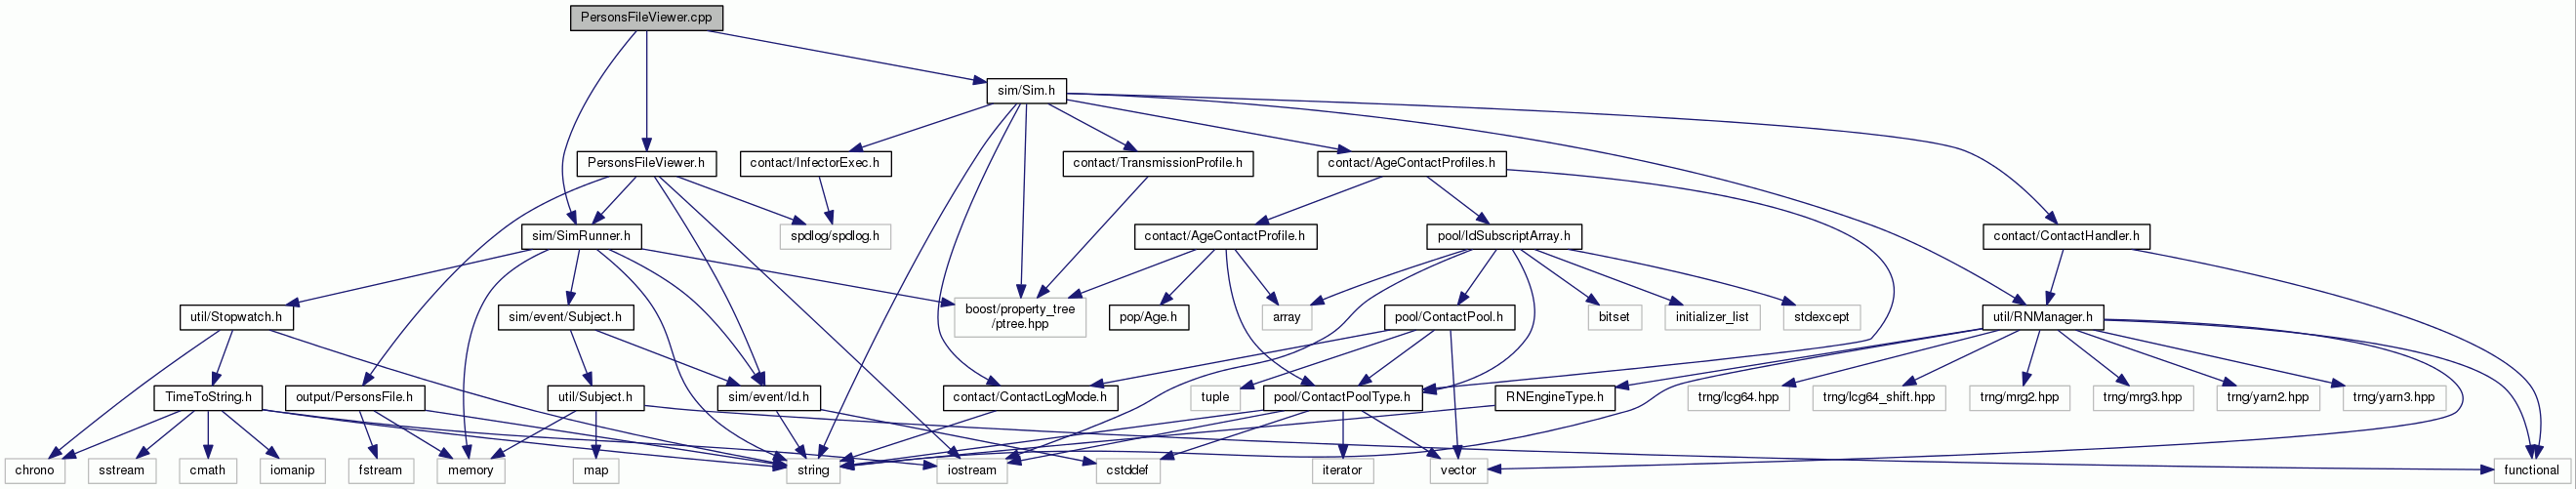 PersonsFileViewer.cpp
sim/Sim.h
PersonsFileViewer.h
contact/InfectorExec.h
contact/TransmissionProfile.h
contact/AgeContactProfiles.h
sim/SimRunner.h
spdlog/spdlog.h
contact/AgeContactProfile.h
pool/IdSubscriptArray.h
contact/ContactHandler.h
util/Stopwatch.h
sim/event/Subject.h
boost/property_tree
/ptree.hpp
pop/Age.h
array
pool/ContactPool.h
bitset
initializer_list
stdexcept
util/RNManager.h
TimeToString.h
output/PersonsFile.h
util/Subject.h
sim/event/Id.h
contact/ContactLogMode.h
tuple
pool/ContactPoolType.h
RNEngineType.h
trng/lcg64.hpp
trng/lcg64_shift.hpp
trng/mrg2.hpp
trng/mrg3.hpp
trng/yarn2.hpp
trng/yarn3.hpp
chrono
sstream
cmath
iomanip
fstream
memory
map
string
iostream
cstddef
iterator
vector
functional